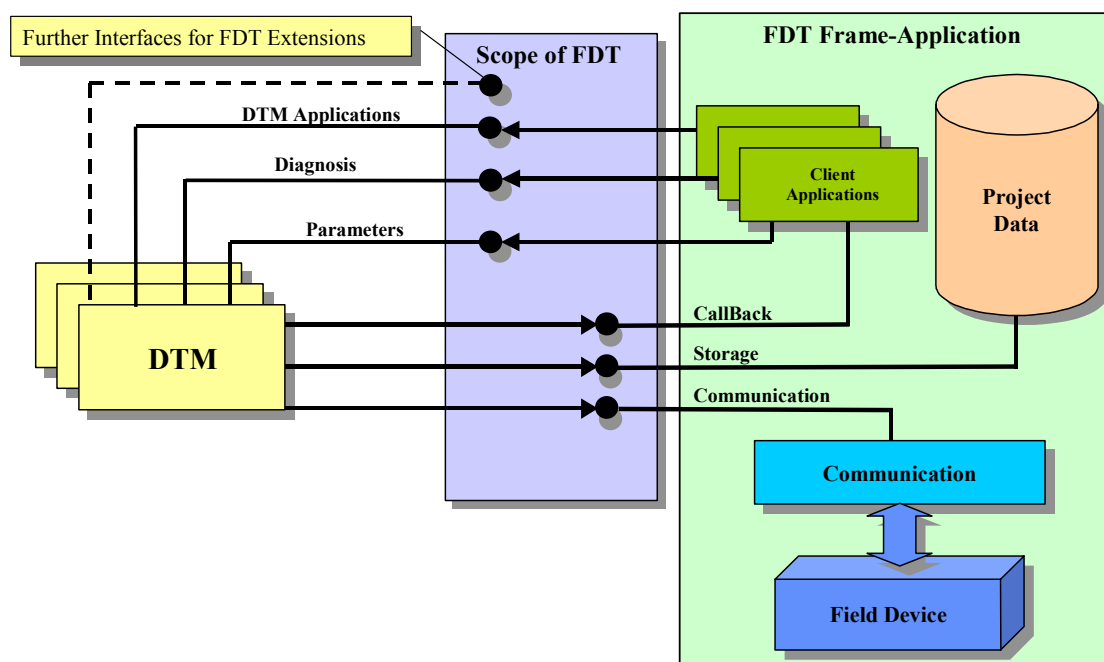 Further Interfaces for FDT Extensions
Scope of FDT
FDT Frame-Application
DTM Applications
Diagnosis
Parameters
Client
Applications
Project
Data
DTM
CallBack
Storage
Communication
Communication
Field Device